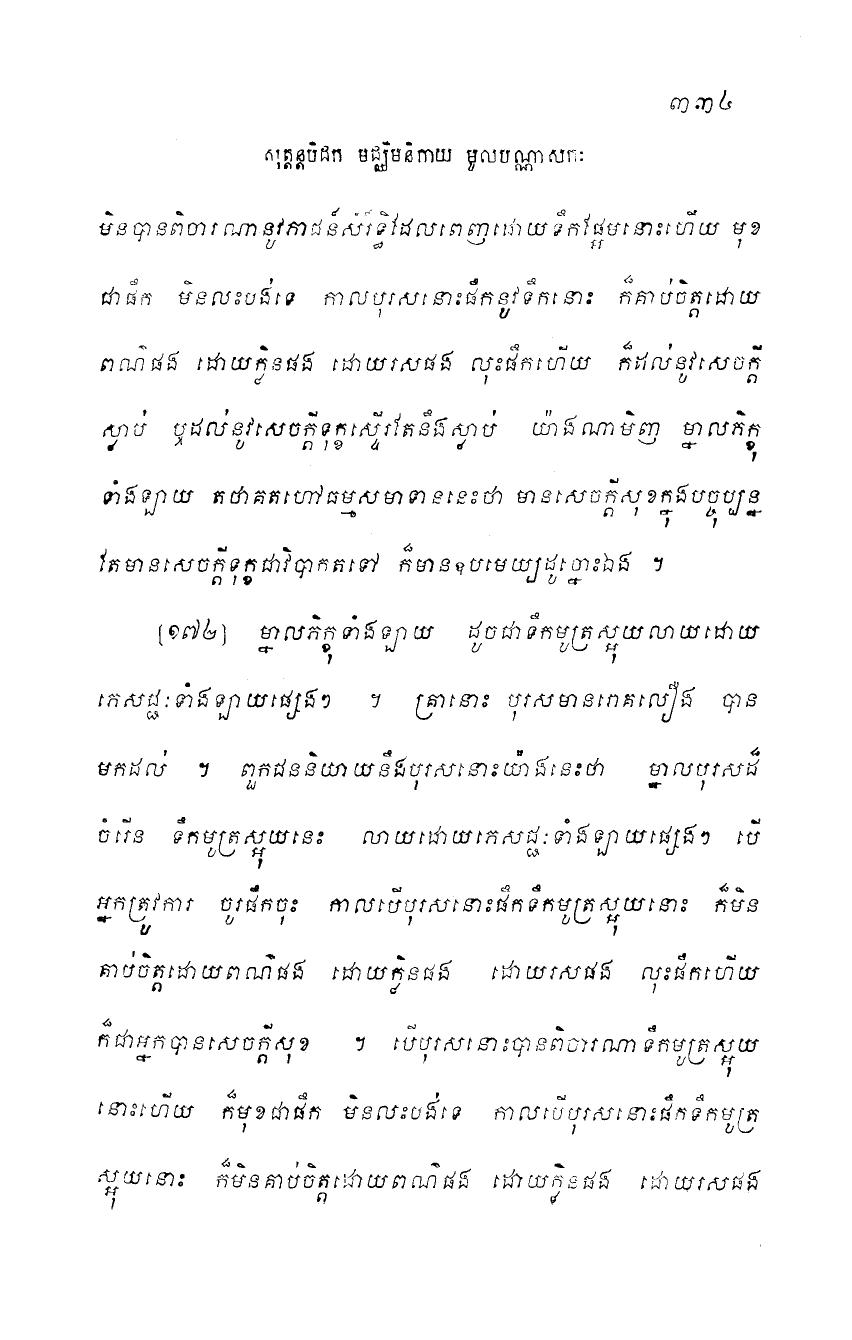 ៣៣៤
សុត្តន្តបិដក មជ្ឈិមនិកាយ មូលបណ្ណាសកៈ
មិនបានពិចារណានូវភាជន៍សំរឹទ្ធិដែលពេញដោយទឹកផ្អែមនោះហើយ មុខ
ជាផឹក មិនលះបង់ទេ កាលបុរសនោះផឹកនូវទឹកនោះ ក៏គាប់ចិត្តដោយ
ពណ៌ផង ដោយក្លិនផង ដោយរសផង លុះផឹកហើយ ក៏ដល់នូវសេចក្តី
ស្លាប់ ឬដល់នូវសេចក្តីទុក្ខស្ទើរតែនឹងស្លាប់ យ៉ាងណាមិញ ម្នាលភិក្ខុ
ទាំងឡាយ តថាគតហៅធម្មសមាទាននេះថា មានសេចក្តីសុខក្នុងបច្ចុប្បន្ន
តែមានសេចក្តីទុក្ខជាវិបាកតទៅ ក៏មានឧបមេយ្យដូច្នោះឯង ។
[១៧៤] ម្នាលភិក្ខុទាំងឡាយ ដូចជាទឹកមូត្រស្អុយលាយដោយ
ភេសជ្ជៈទាំងឡាយផ្សេងៗ ។ គ្រានោះ បុរសមានរោគលឿង បាន
មកដល់ ។ ពួកជននិយាយនឹងបុរសនោះយ៉ាងនេះថា ម្នាលបុរសដ៏
ចំរើន ទឹកមូត្រស្អុយនេះ លាយដោយភេសជ្ជៈទាំងឡាយផ្សេងៗ បើ
អ្នកត្រូវការ ចូរផឹកចុះ កាលបើបុរសនោះផឹកទឹកមូត្រស្អុយនោះ ក៏មិន
គាប់ចិត្តដោយពណ៌ផង ដោយក្លិនផង ដោយរសផង លុះផឹកហើយ
ក៏ជាអ្នកបានសេចក្តីសុខ ។ បើបុរសនោះបានពិចារណាទឹកមូត្រស្អុយ
នោះហើយ ក៏មុខជាផឹក មិនលះបង់ទេ កាលបើបុរសនោះផឹកទឹកមូត្រ
ស្អុយនោះ ក៏មិនគាប់ចិត្តដោយពណ៌ផង ដោយក្លិនផង ដោយរសផង